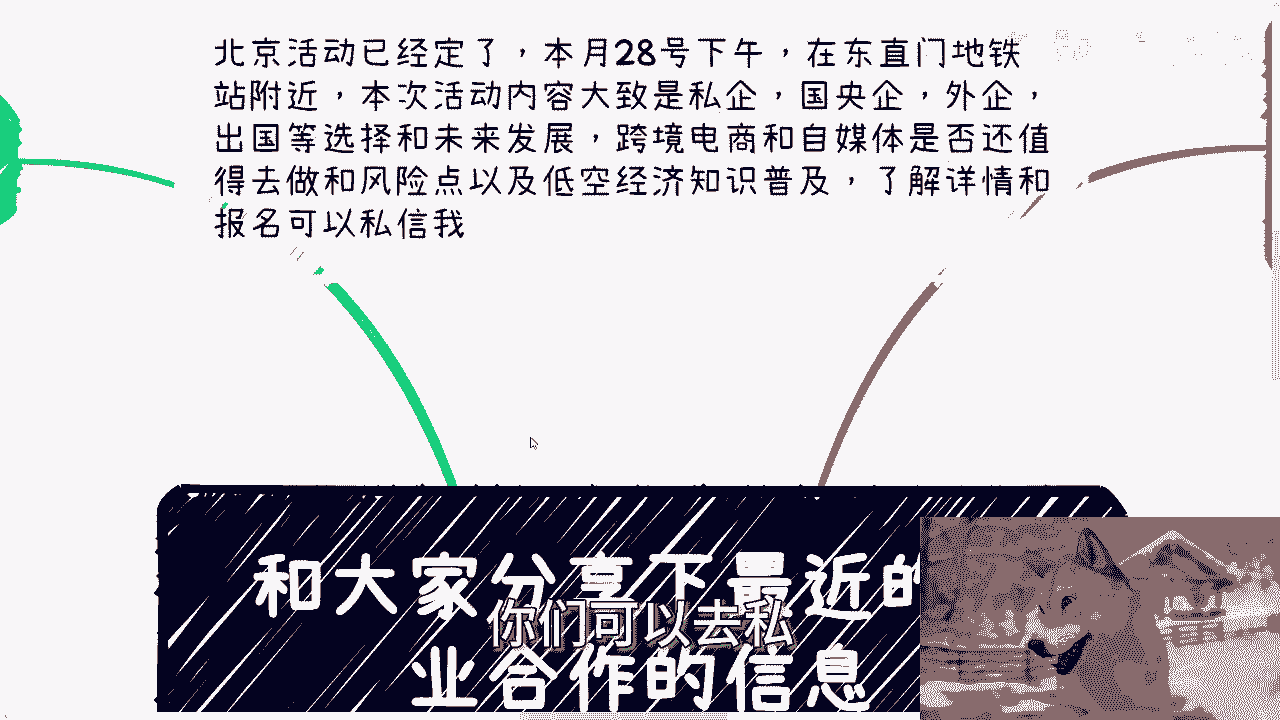 北京活动已经定了，本月28号下午，在东直门地铁
站附近，本次活动内容大致是私企，国央企，外企，
出国等选择和未来发展，跨境电商和自媒体是否还值
得去做和风险点以及低空经济知识普及，了解详情和
报名可以私信我
和大家分享下最近的
你们可以去私
业合作的信息